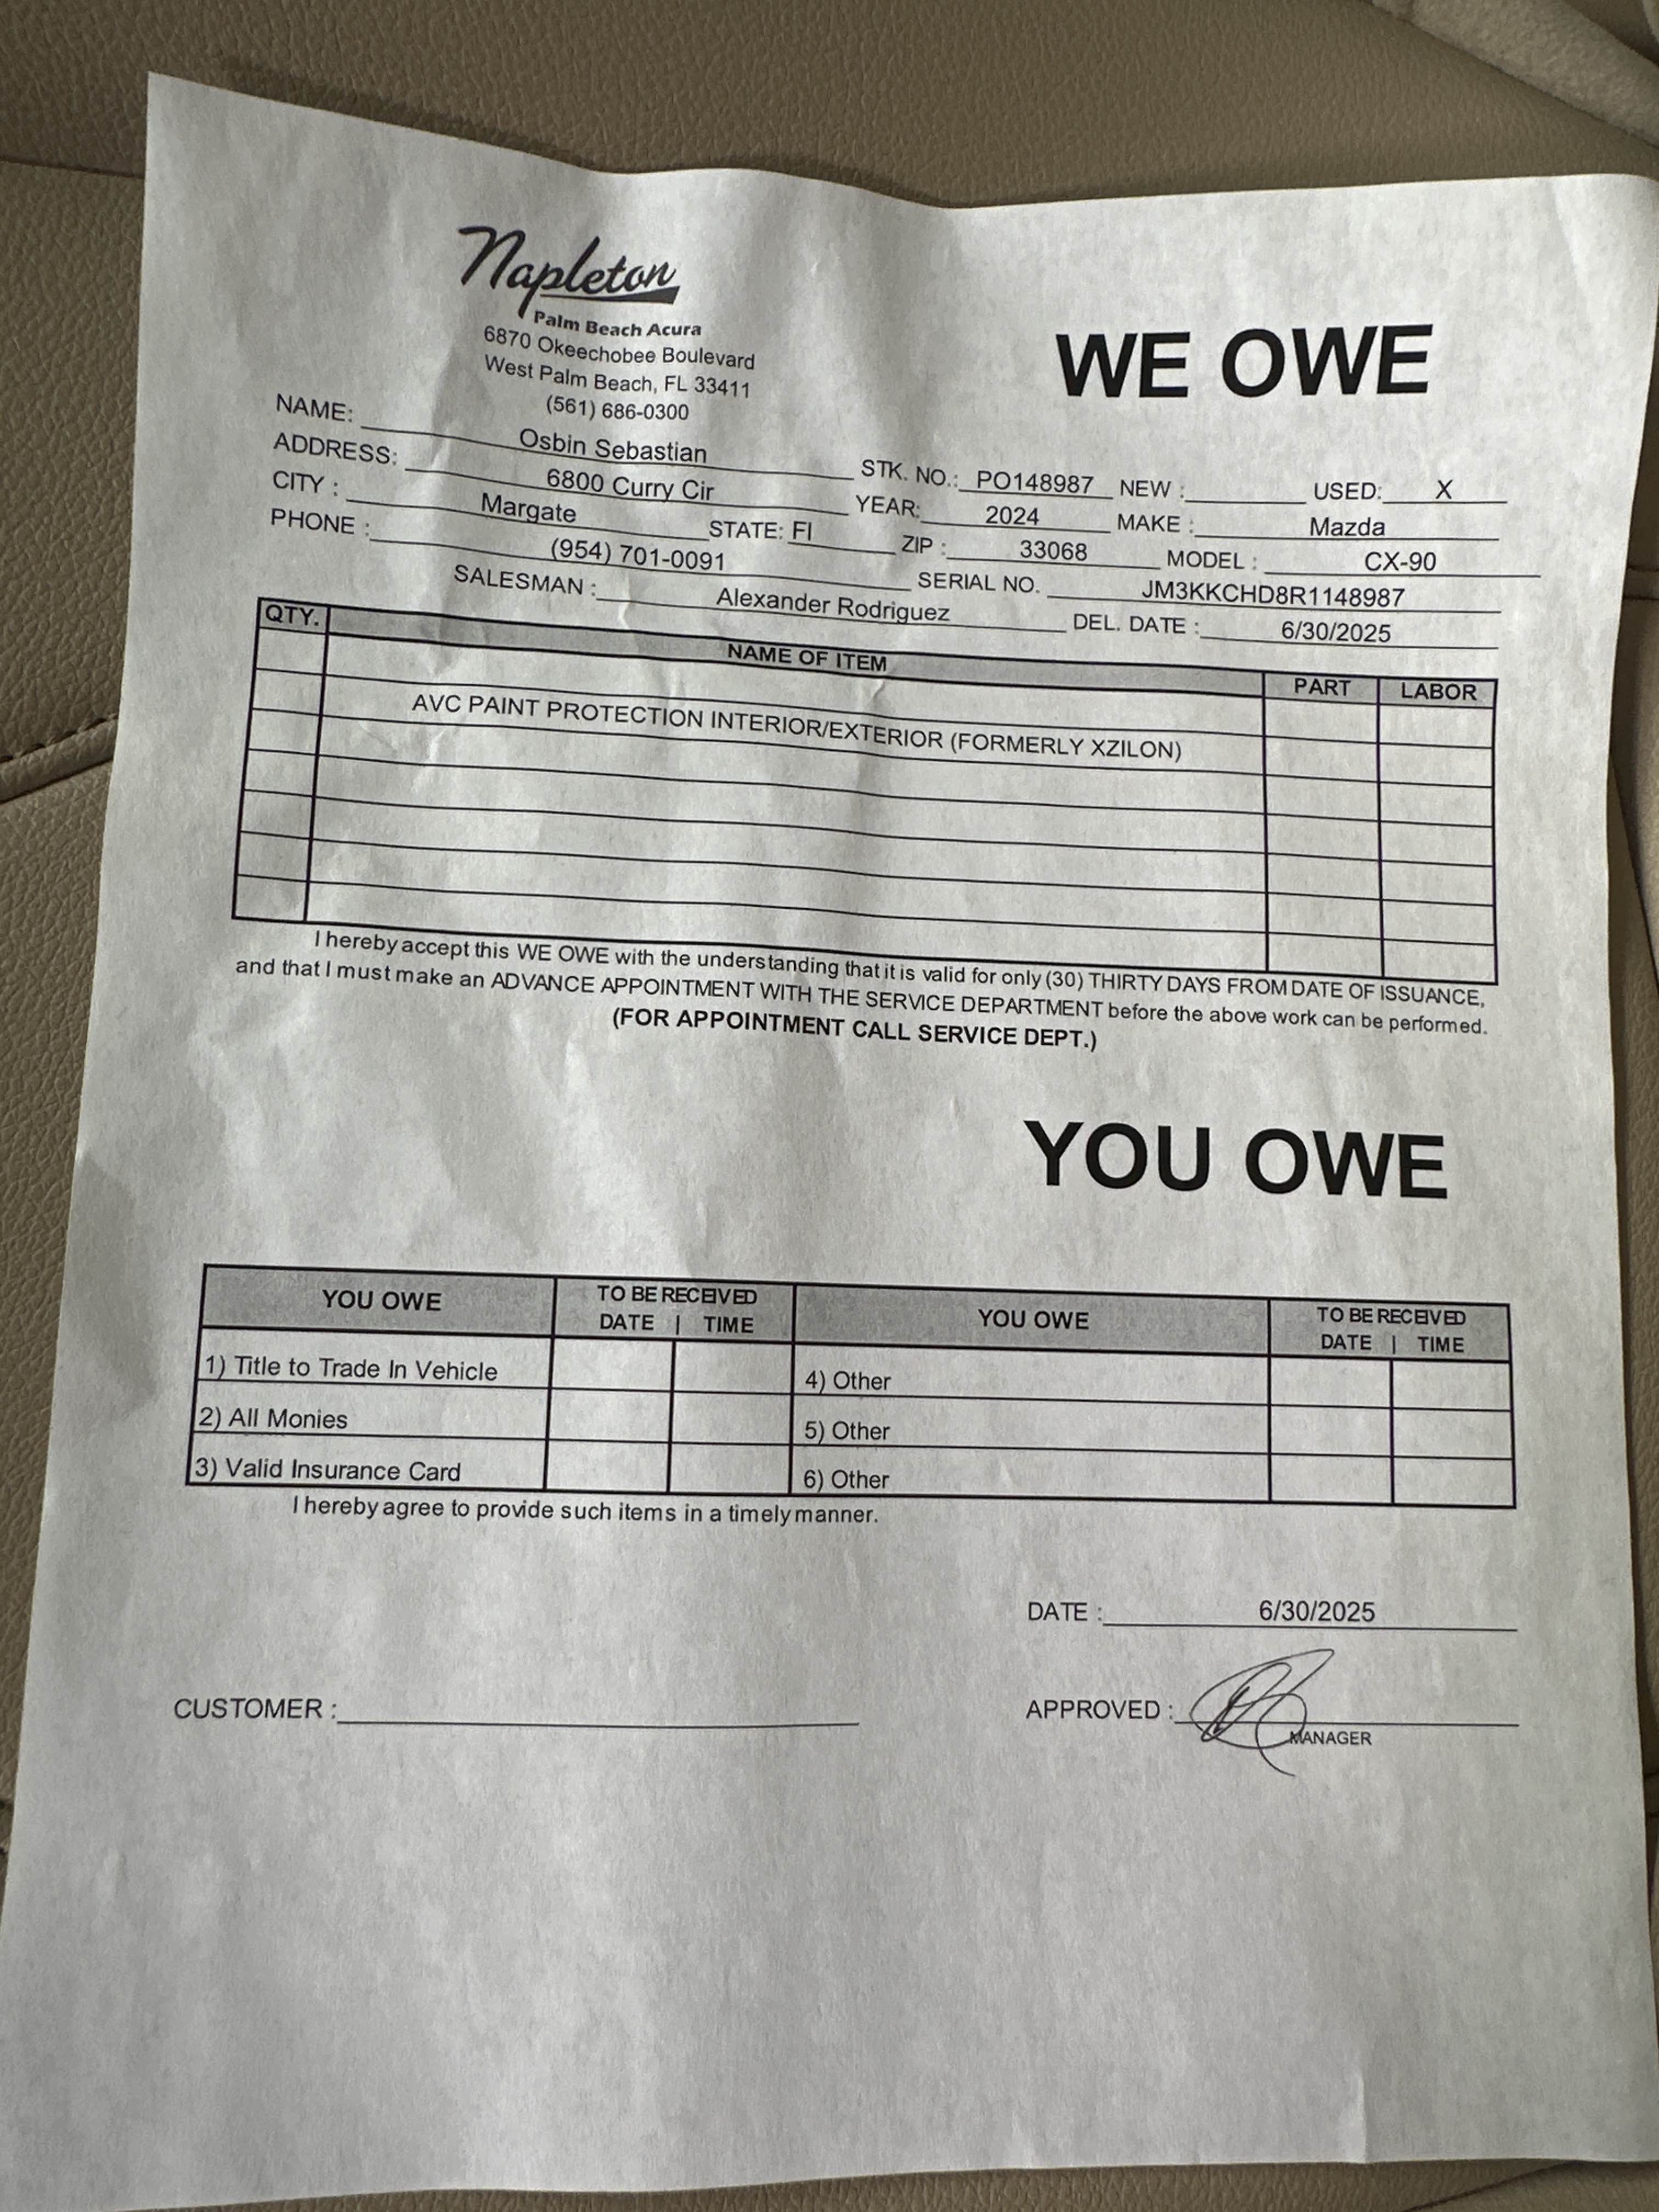 Napleton
Palm Beach Acura
6870 Okeechobee Boulevard
West Palm Beach, FL 33411
(561) 686-0300
WE OWE
NAME: Osbin Sebastian STK. NO.: PO148987 NEW : USED: X
ADDRESS: 6800 Curry Cir YEAR: 2024 MAKE : Mazda
CITY : Margate STATE: Fl ZIP : 33068 MODEL : CX-90
PHONE : (954) 701-0091 SERIAL NO. JM3KKCHD8R1148987
SALESMAN : Alexander Rodriguez DEL. DATE : 6/30/2025
QTY. NAME OF ITEM PART LABOR
AVC PAINT PROTECTION INTERIOR/EXTERIOR (FORMERLY XZILON)
I hereby accept this WE OWE with the understanding that it is valid for only (30) THIRTY DAYS FROM DATE OF ISSUANCE,
and that I must make an ADVANCE APPOINTMENT WITH THE SERVICE DEPARTMENT before the above work can be performed.
(FOR APPOINTMENT CALL SERVICE DEPT.)
YOU OWE
YOU OWE TO BE RECEIVED YOU OWE TO BE RECEIVED
DATE | TIME DATE | TIME
1) Title to Trade In Vehicle 4) Other
2) All Monies 5) Other
3) Valid Insurance Card 6) Other
I hereby agree to provide such items in a timely manner.
DATE : 6/30/2025
CUSTOMER : APPROVED :
MANAGER